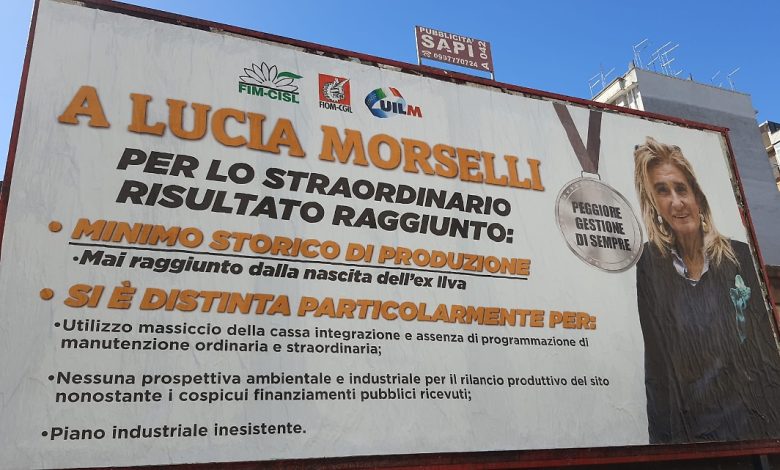 PUBBLICITÀ
SAPI
☎ 0937770724
A 042
FIM-CISL
FIOM-CGIL
UILM
A LUCIA MORSELLI
PER LO STRAORDINARIO
RISULTATO RAGGIUNTO:
• MINIMO STORICO DI PRODUZIONE
•Mai raggiunto dalla nascita dell'ex Ilva
• SI È DISTINTA PARTICOLARMENTE PER:
•Utilizzo massiccio della cassa integrazione e assenza di programmazione di
manutenzione ordinaria e straordinaria;
•Nessuna prospettiva ambientale e industriale per il rilancio produttivo del sito
nonostante i cospicui finanziamenti pubblici ricevuti;
•Piano industriale inesistente.
PEGGIORE
GESTIONE
DI SEMPRE